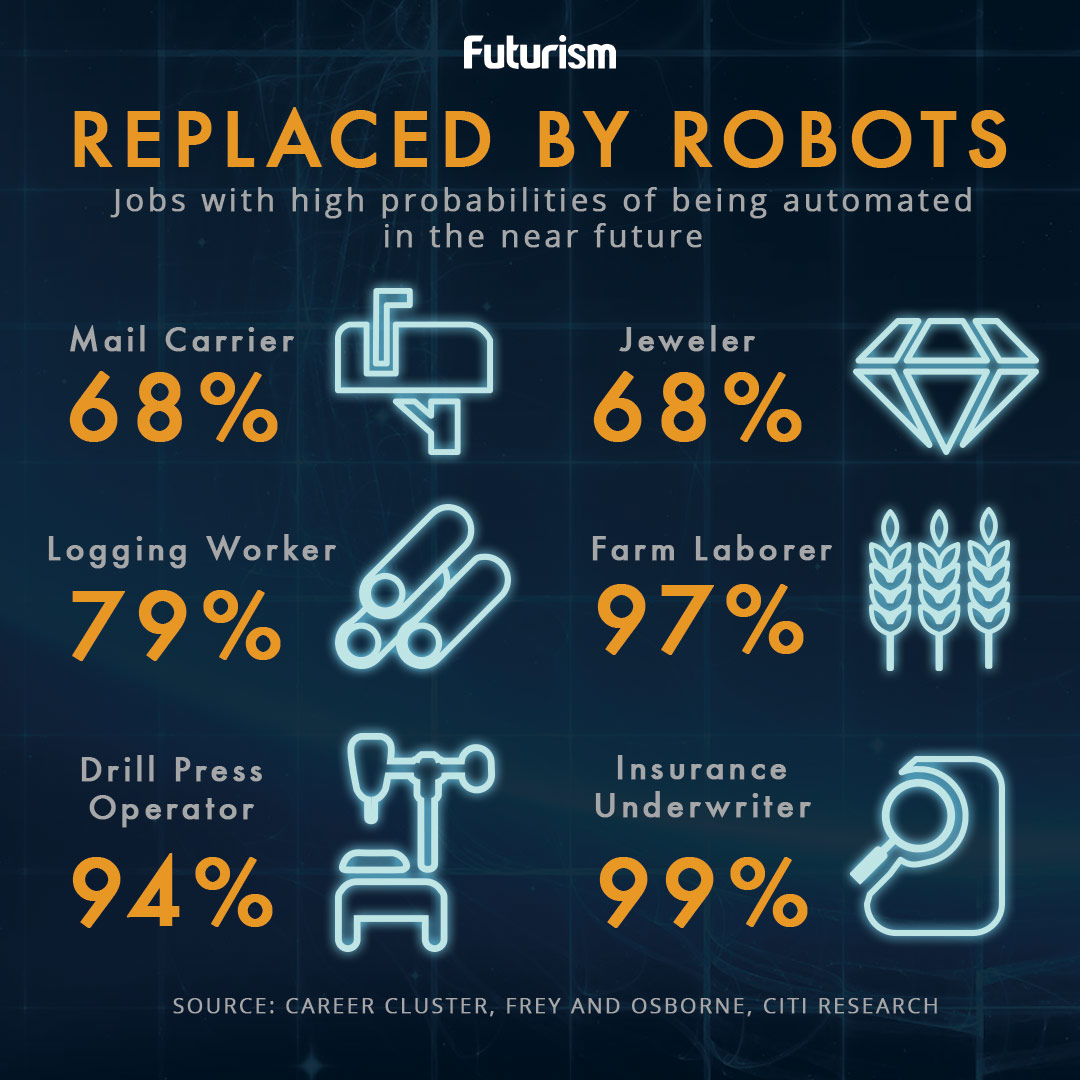 Futurism
REPLACED BY ROBOTS
Jobs with high probabilities of being automated
in the near future
Mail Carrier
68%
Jeweler
68%
Logging Worker
79%
Farm Laborer
97%
Drill Press
Operator
94%
Insurance
Underwriter
99%
SOURCE: CAREER CLUSTER, FREY AND OSBORNE, CITI RESEARCH